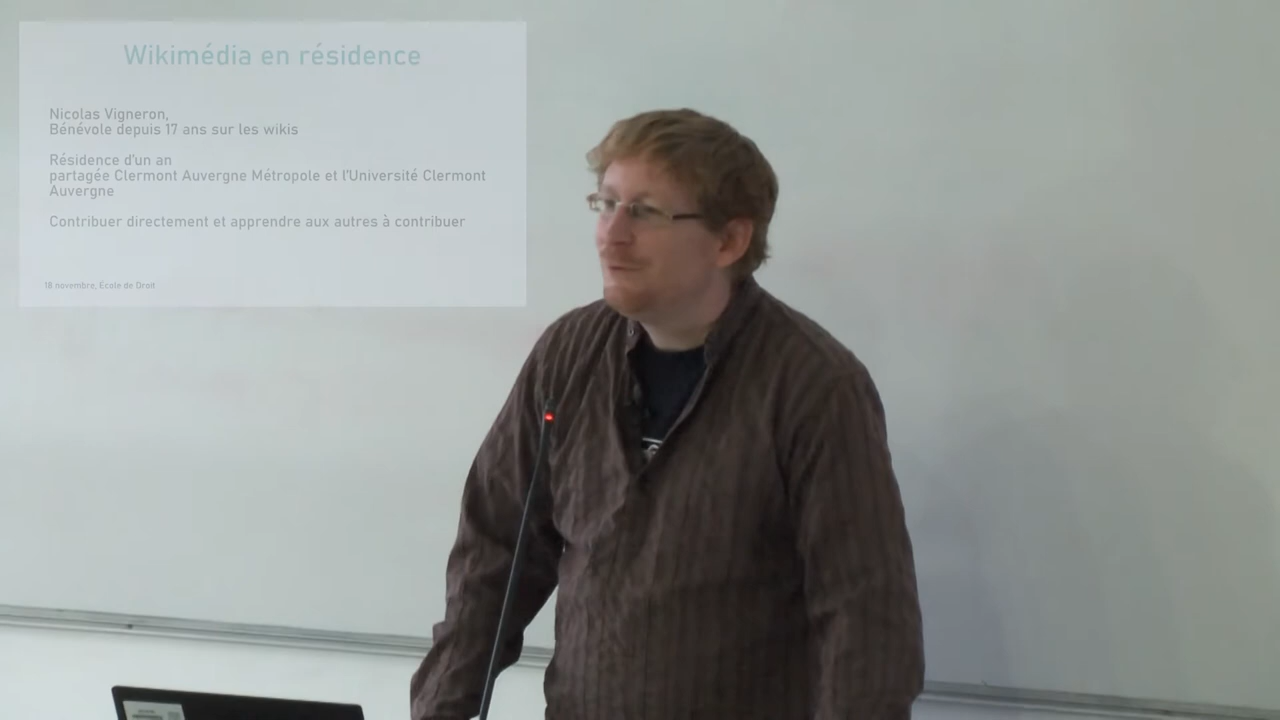 Wikimédia en résidence
Nicolas Vigneron,
Bénévole depuis 17 ans sur les wikis
Résidence d'un an
partagée Clermont Auvergne Métropole et l'Université Clermont
Auvergne
Contribuer directement et apprendre aux autres à contribuer
18 novembre, Ecole de Droit